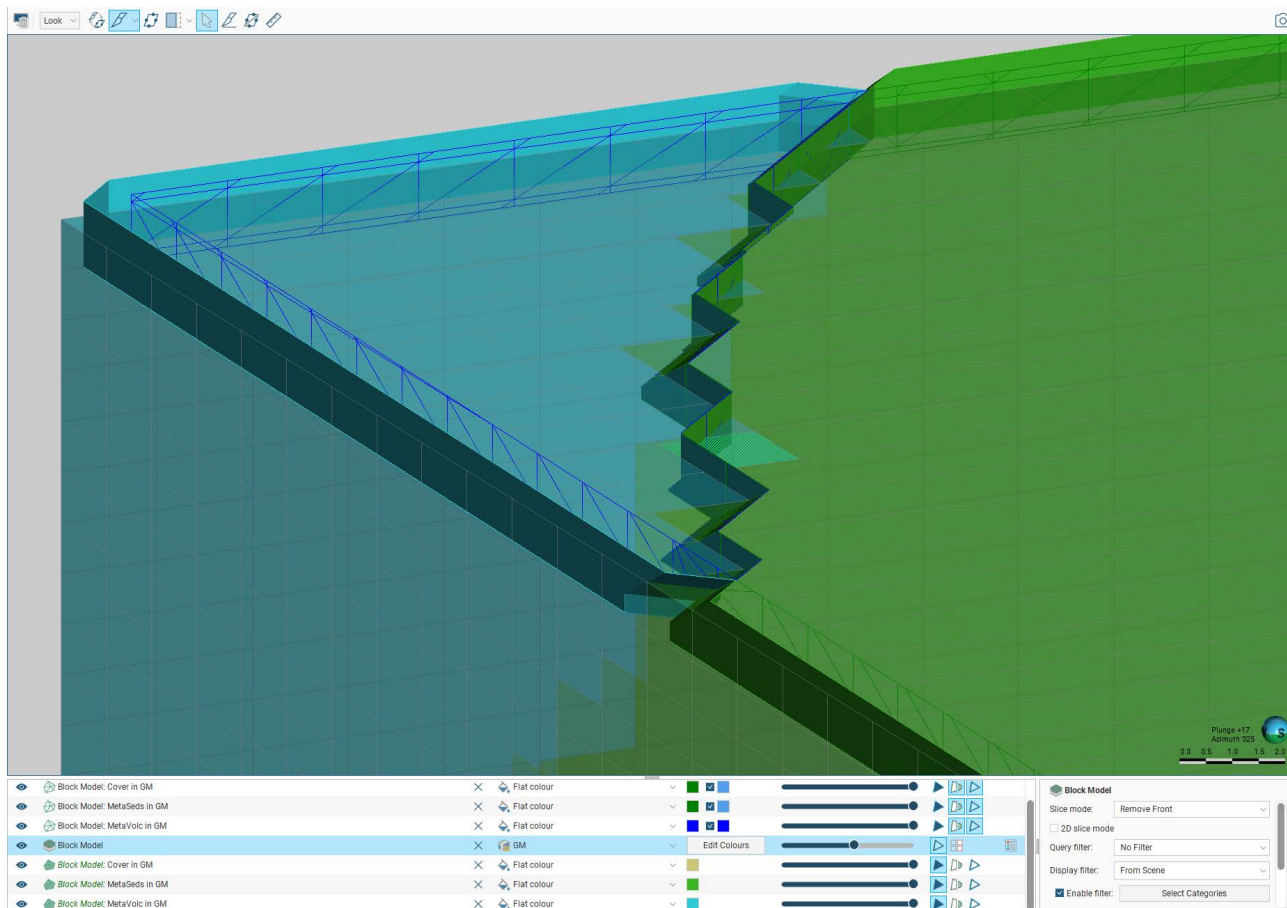 Look
Plunge +17
Azimuth 325
0.0 0.5 1.0 1.5 2.0
S
Block Model: Cover in GM Flat colour
Block Model: MetaSeds in GM Flat colour
Block Model: MetaVolc in GM Flat colour
Block Model GM Edit Colours
Block Model: Cover in GM Flat colour
Block Model: MetaSeds in GM Flat colour
Block Model: MetaVolc in GM Flat colour
Block Model
Slice mode: Remove Front
2D slice mode
Query filter: No Filter
Display filter: From Scene
Enable filter: Select Categories